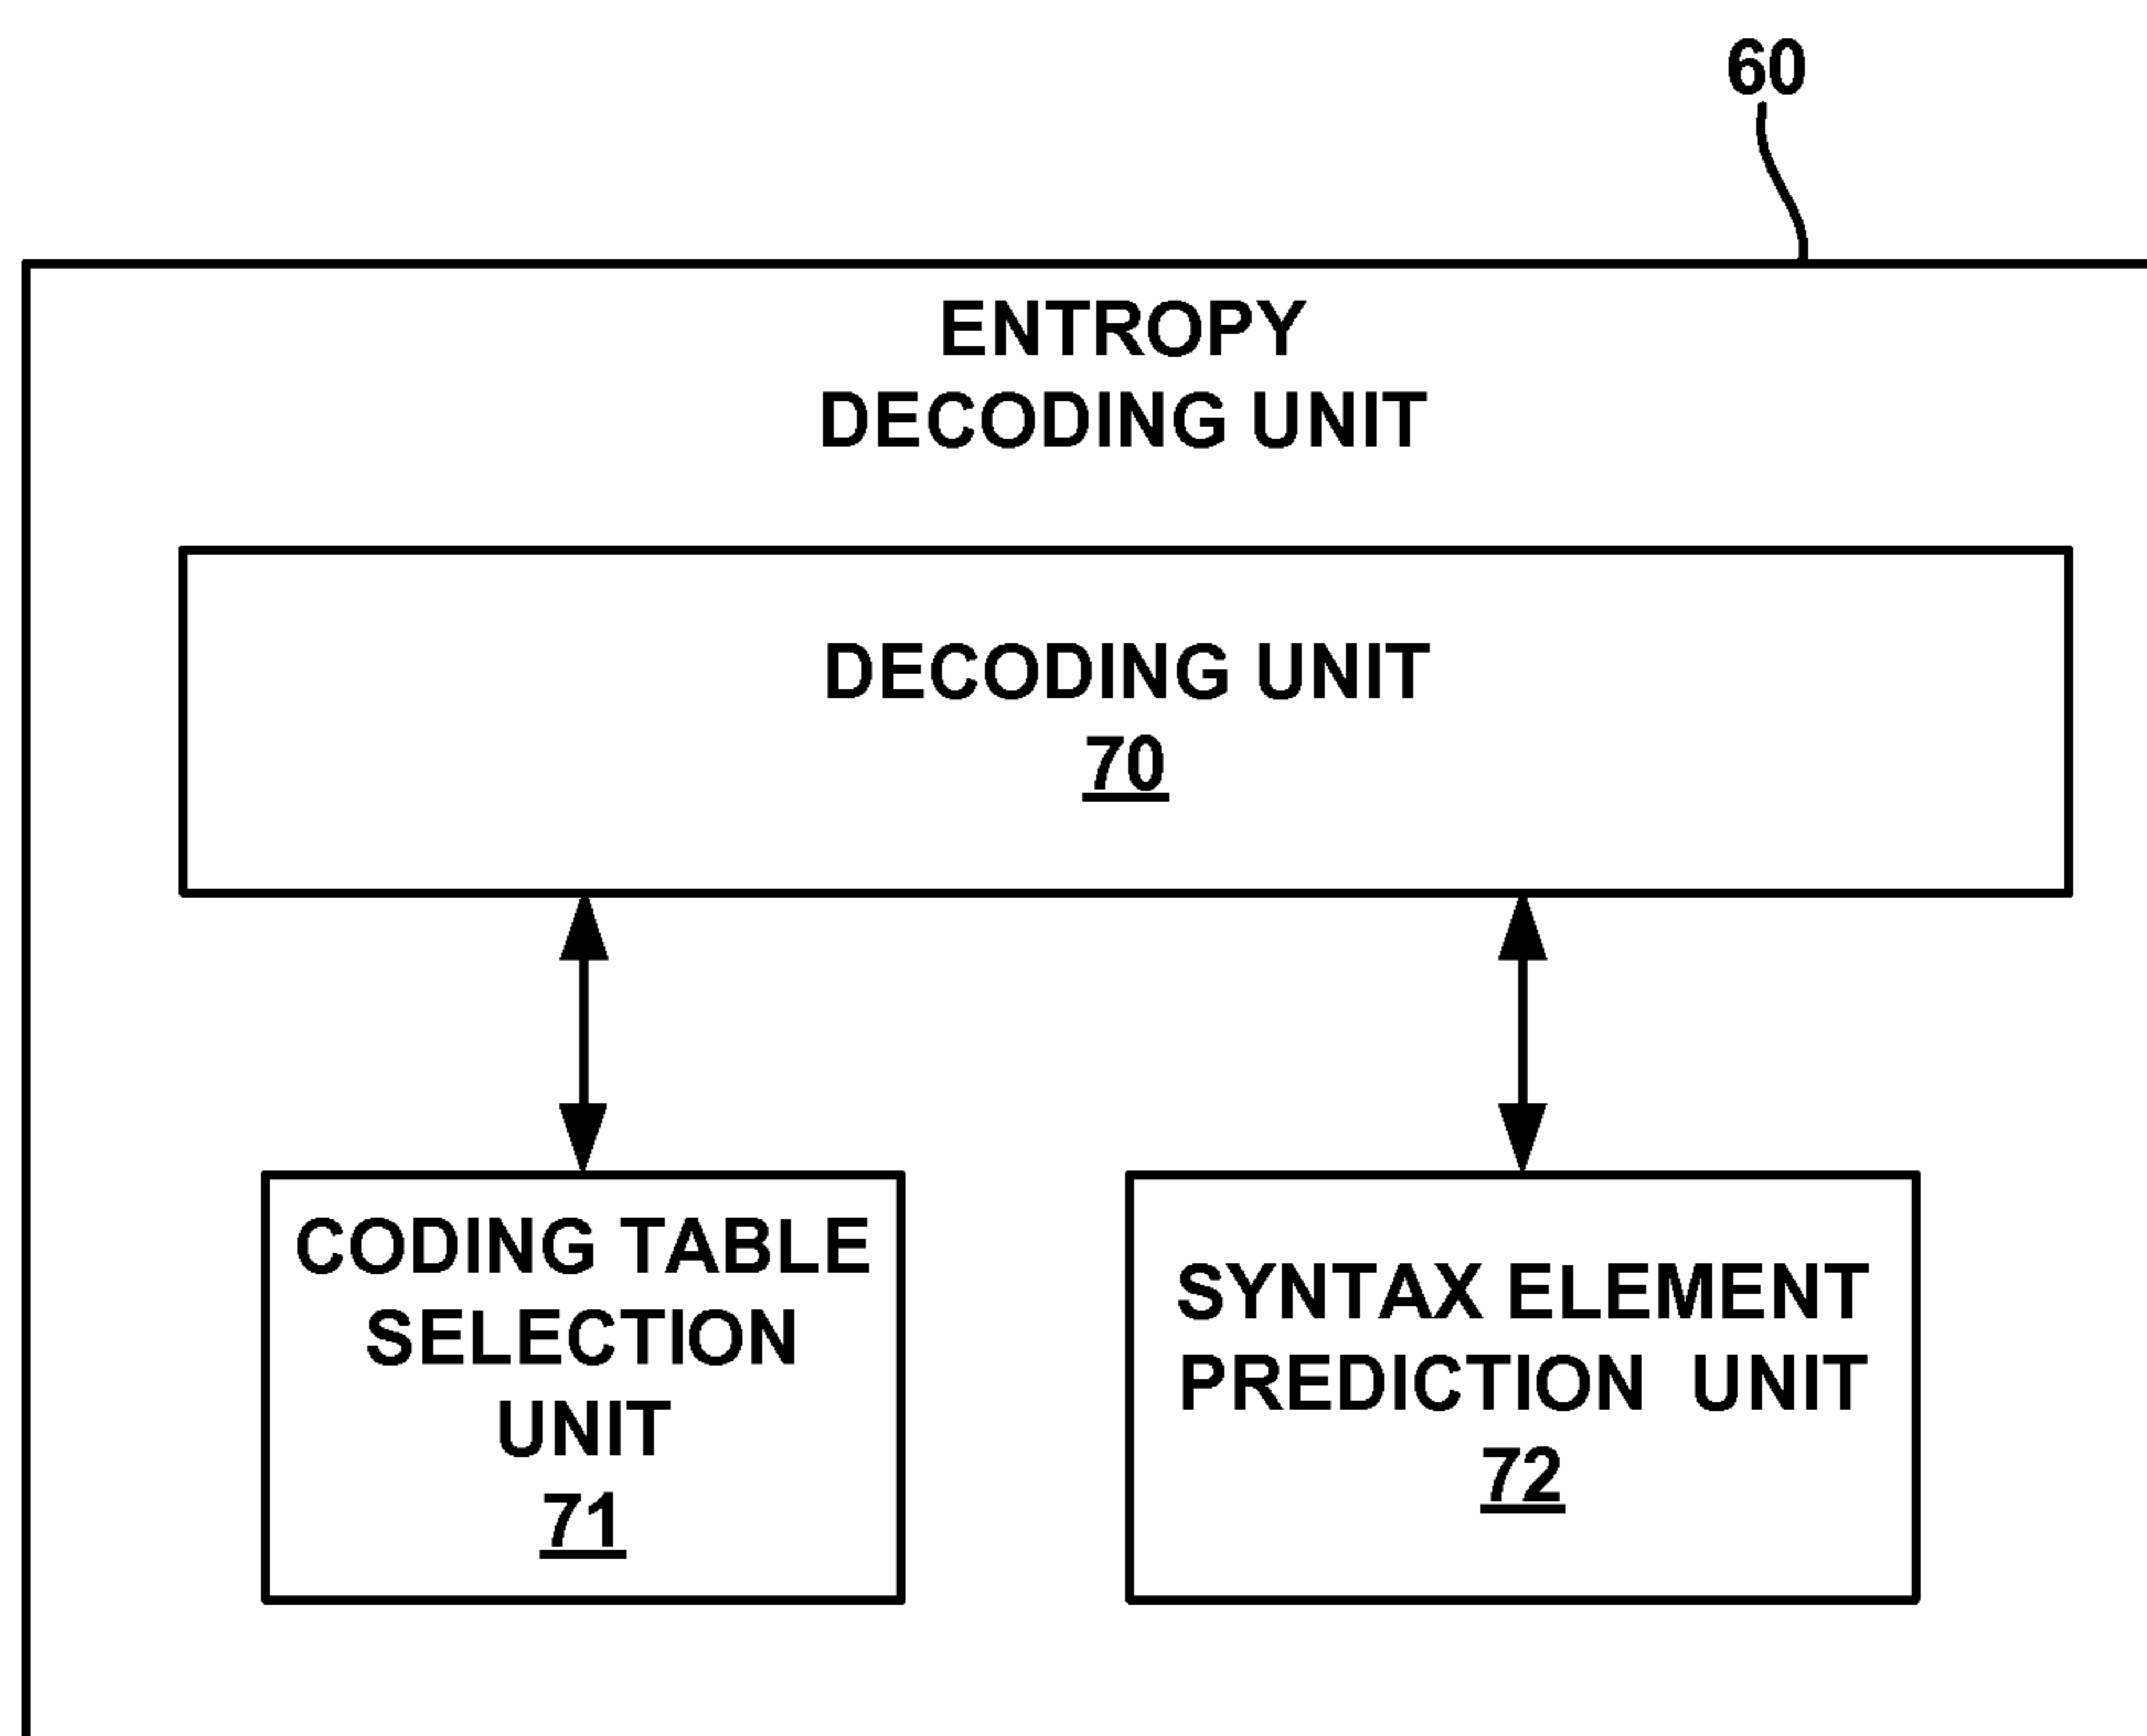 60
ENTROPY
DECODING UNIT
DECODING UNIT
70
CODING TABLE
SELECTION
UNIT
71
SYNTAX ELEMENT
PREDICTION UNIT
72